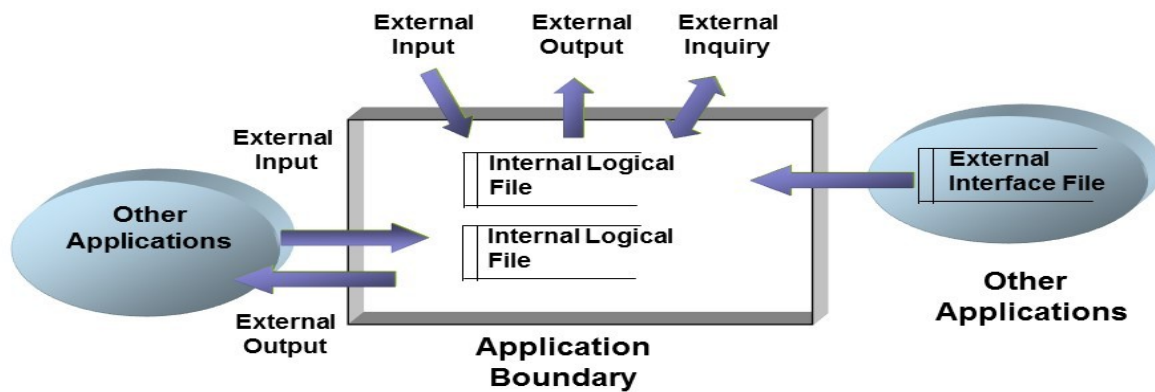 External
Input
External
Output
External
Inquiry
External
Input
Other
Applications
Internal Logical
File
Internal Logical
File
External
Interface File
External
Output
Application
Boundary
Other
Applications